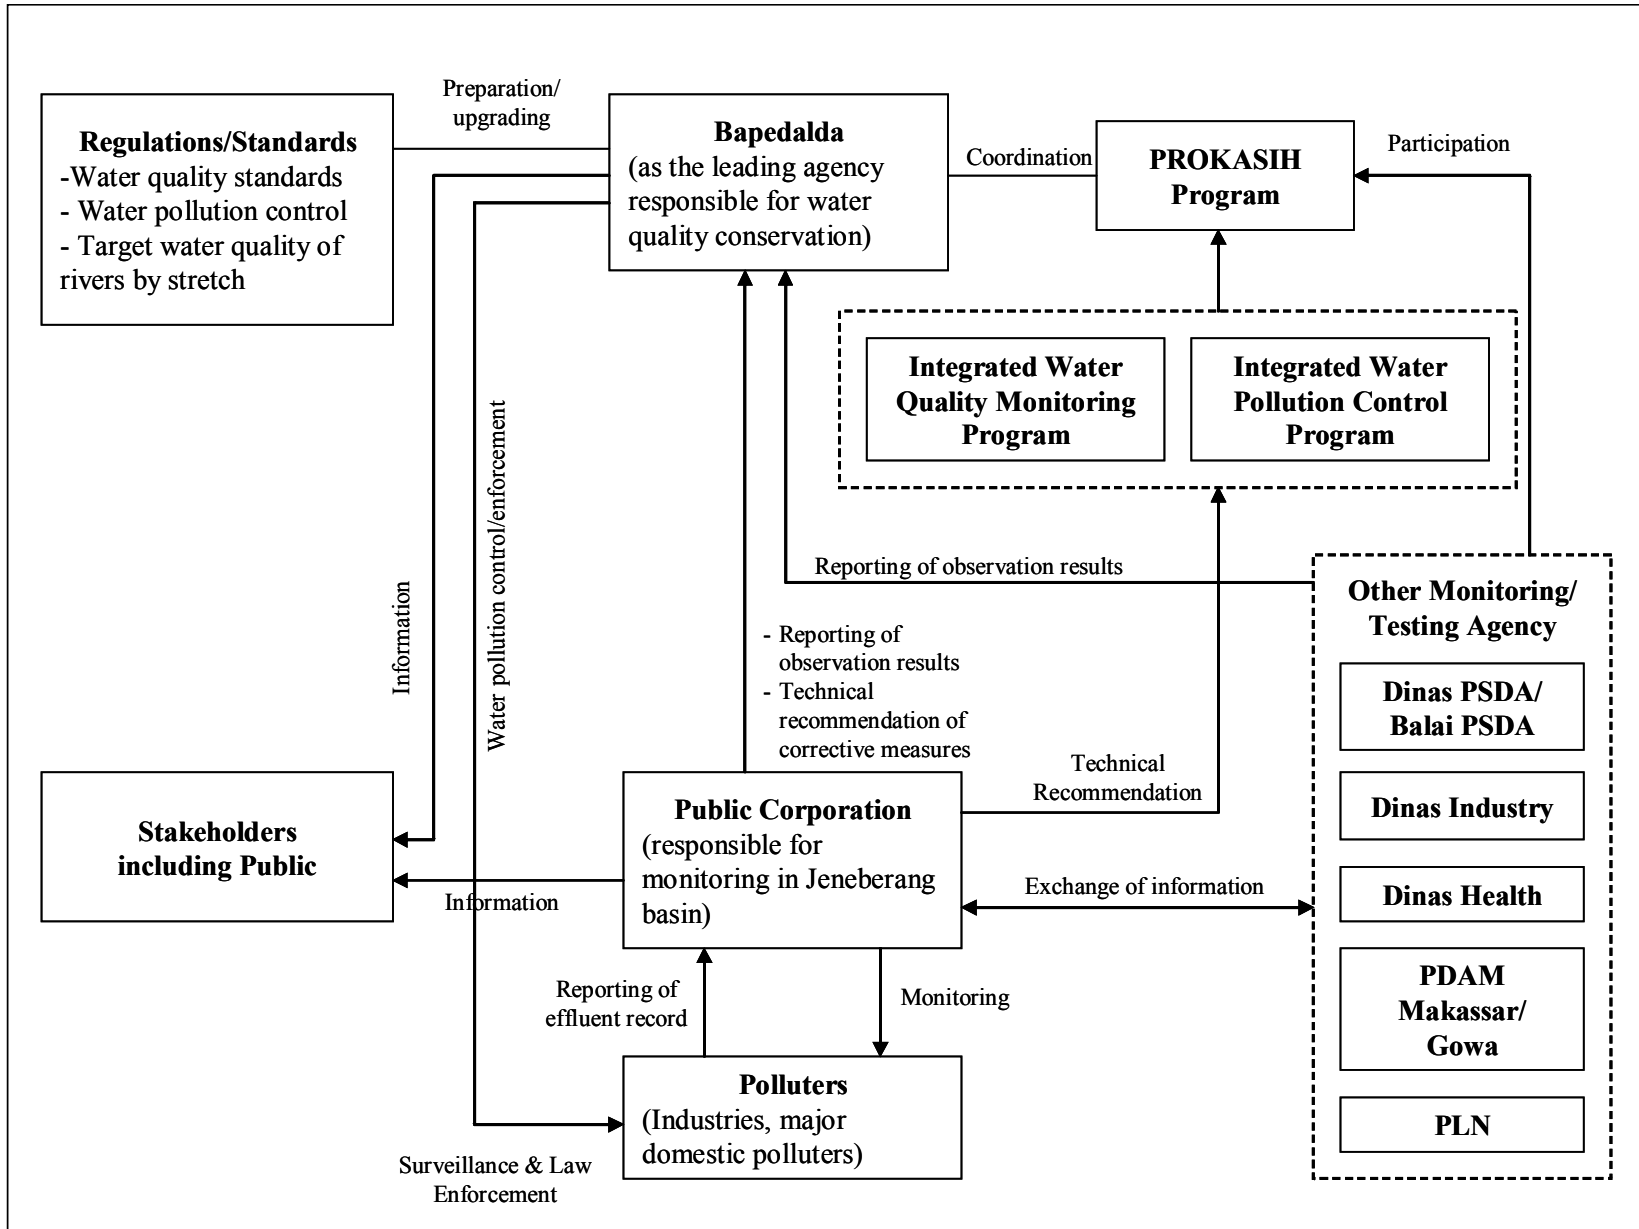 Preparation/
upgrading
Regulations/Standards
-Water quality standards
- Water pollution control
- Target water quality of
rivers by stretch
Bapedalda
(as the leading agency
responsible for water
quality conservation)
Coordination
PROKASIH
Program
Participation
Integrated Water
Quality Monitoring
Program
Integrated Water
Pollution Control
Program
Information
Water pollution control/enforcement
Reporting of observation results
- Reporting of
observation results
- Technical
recommendation of
corrective measures
Technical
Recommendation
Other Monitoring/
Testing Agency
Dinas PSDA/
Balai PSDA
Dinas Industry
Dinas Health
PDAM
Makassar/
Gowa
PLN
Stakeholders
including Public
Information
Public Corporation
(responsible for
monitoring in Jeneberang
basin)
Exchange of information
Reporting of
effluent record
Monitoring
Polluters
(Industries, major
domestic polluters)
Surveillance & Law
Enforcement